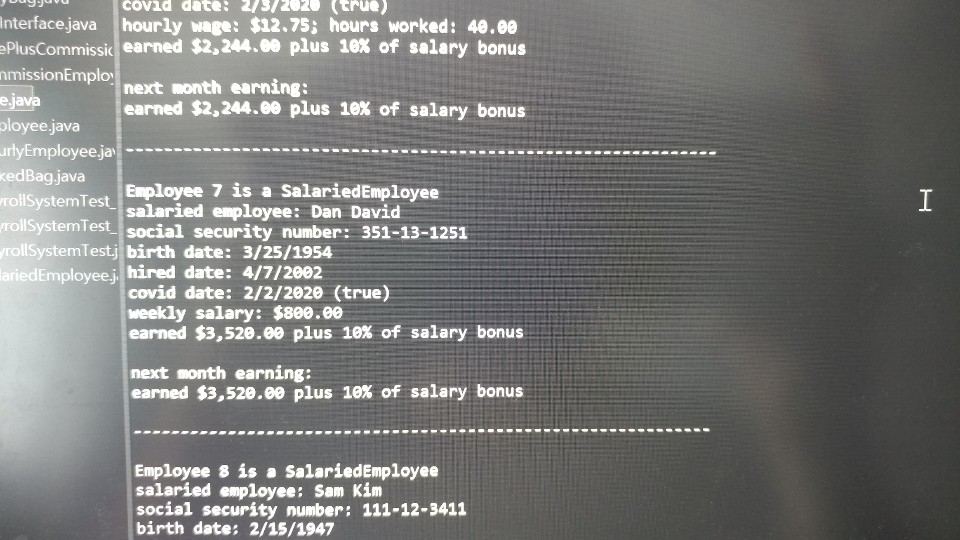 Interface.java
ePlusCommissio
mmissionEmploy
e.java
ployee.java
urlyEmployee.jav
kedBag.java
yrollSystemTest_
yrollSystemTest_
yrollSystemTest.j
lariedEmployee.j
covid date: 2/3/2020 (true)
hourly wage: $12.75; hours worked: 40.00
earned $2,244.00 plus 10% of salary bonus
next month earning:
earned $2,244.00 plus 10% of salary bonus
----------------------------------------------------------------------
Employee 7 is a SalariedEmployee
salaried employee: Dan David
social security number: 351-13-1251
birth date: 3/25/1954
hired date: 4/7/2002
covid date: 2/2/2020 (true)
weekly salary: $800.00
earned $3,520.00 plus 10% of salary bonus
next month earning:
earned $3,520.00 plus 10% of salary bonus
----------------------------------------------------------------------
Employee 8 is a SalariedEmployee
salaried employee: Sam Kim
social security number: 111-12-3411
birth date: 2/15/1947